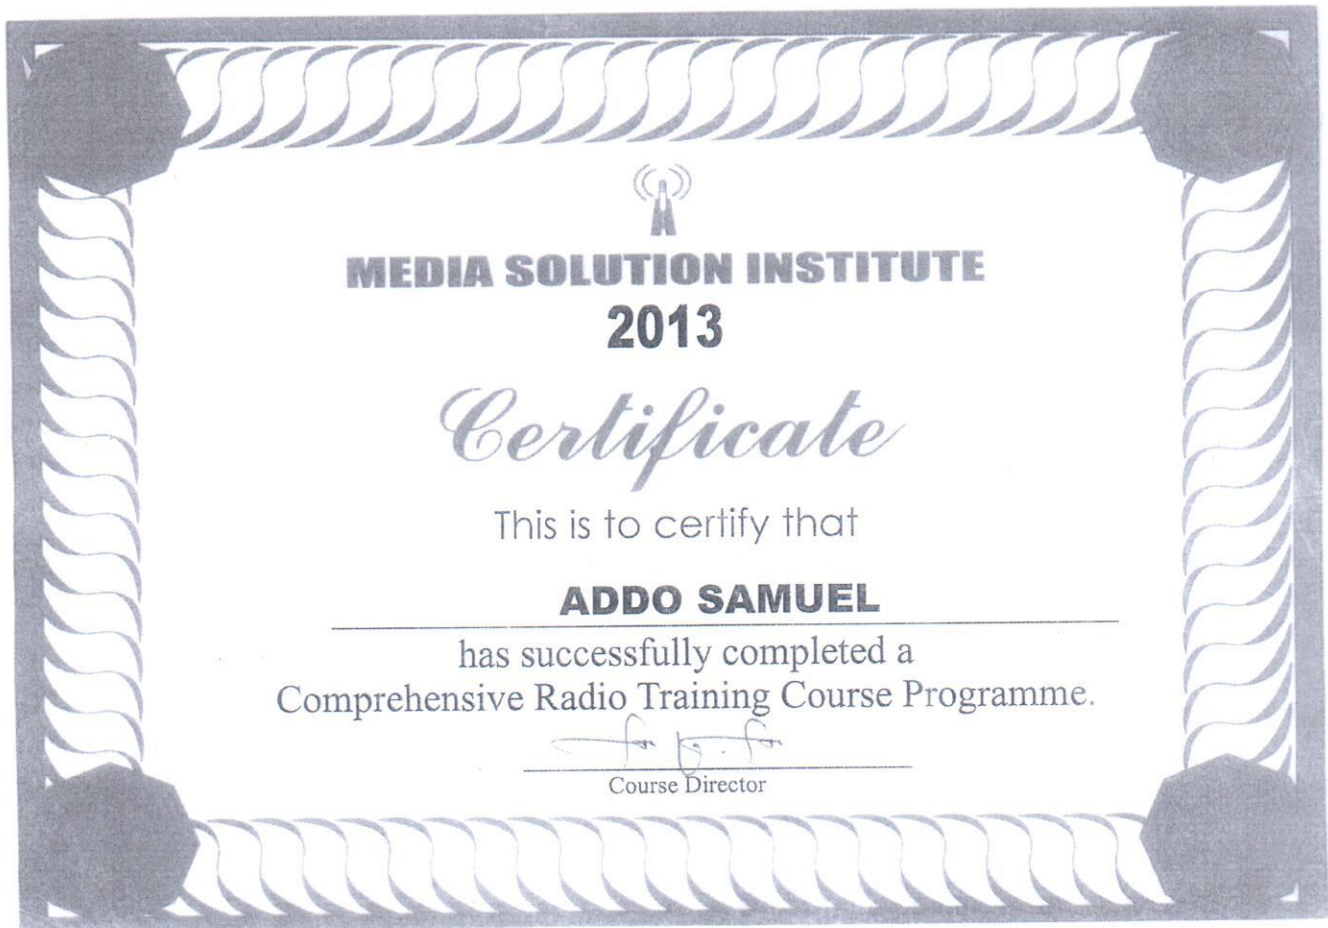 MEDIA SOLUTION INSTITUTE
2013
Certificate
This is to certify that
ADDO SAMUEL
has successfully completed a
Comprehensive Radio Training Course Programme.
Course Director